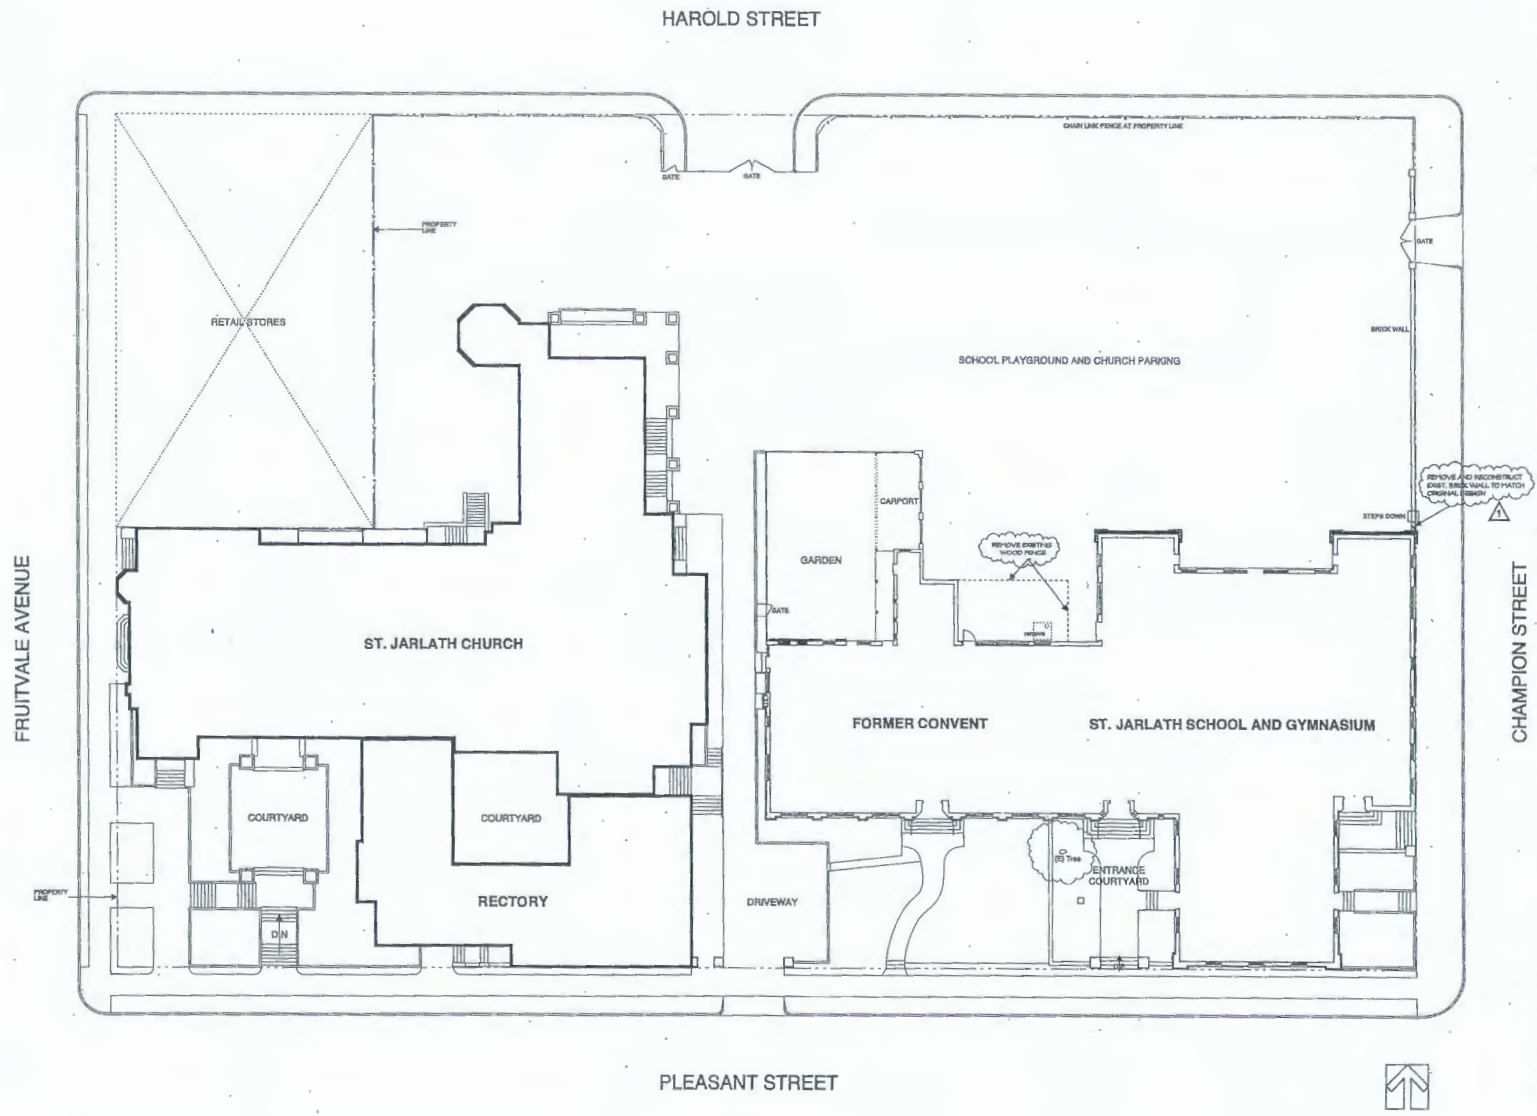 HAROLD STREET
CHAIN LINK FENCE AT PROPERTY LINE
GATE
GATE
PROPERTY
LINE
GATE
RETAIL STORES
BRICK WALL
SCHOOL PLAYGROUND AND CHURCH PARKING
REMOVE AND RECONSTRUCT
EXIST. BRICK WALL TO MATCH
ORIGINAL DESIGN
1
CARPORT
STEPS DOWN
REMOVE EXISTING
WOOD FENCE
GARDEN
GATE
remove
FRUITVALE AVENUE
ST. JARLATH CHURCH
CHAMPION STREET
FORMER CONVENT
ST. JARLATH SCHOOL AND GYMNASIUM
COURTYARD
COURTYARD
(E) Tree
ENTRANCE
COURTYARD
PROPERTY
LINE
RECTORY
DRIVEWAY
DN
UP
PLEASANT STREET